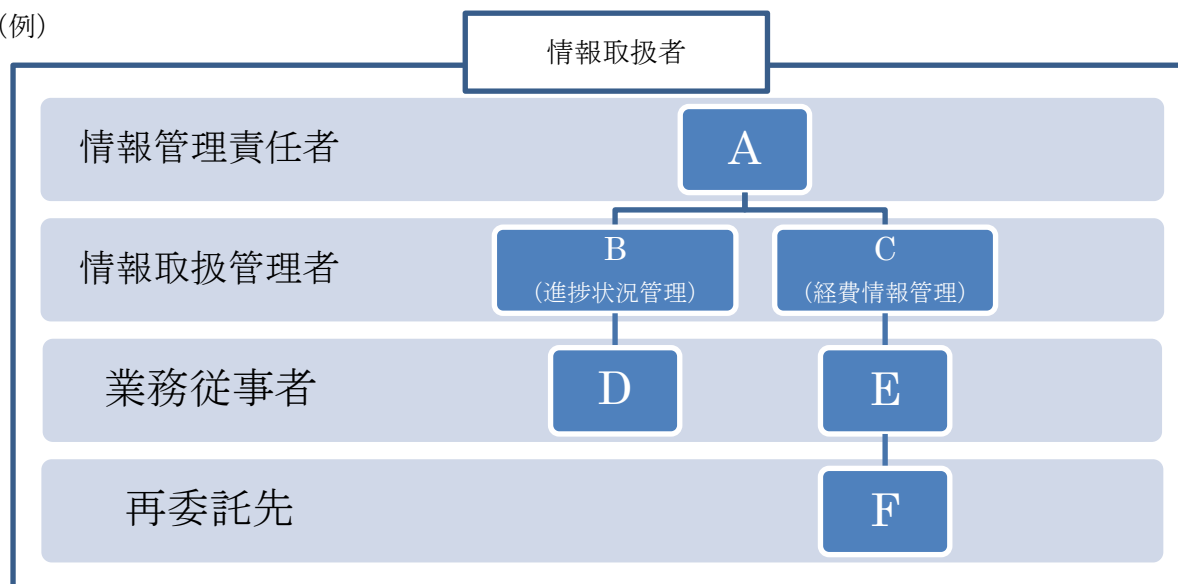 (例)
情報取扱者
情報管理責任者
A
情報取扱管理者
B
(進捗状況管理)
C
(経費情報管理)
業務従事者
D
E
再委託先
F